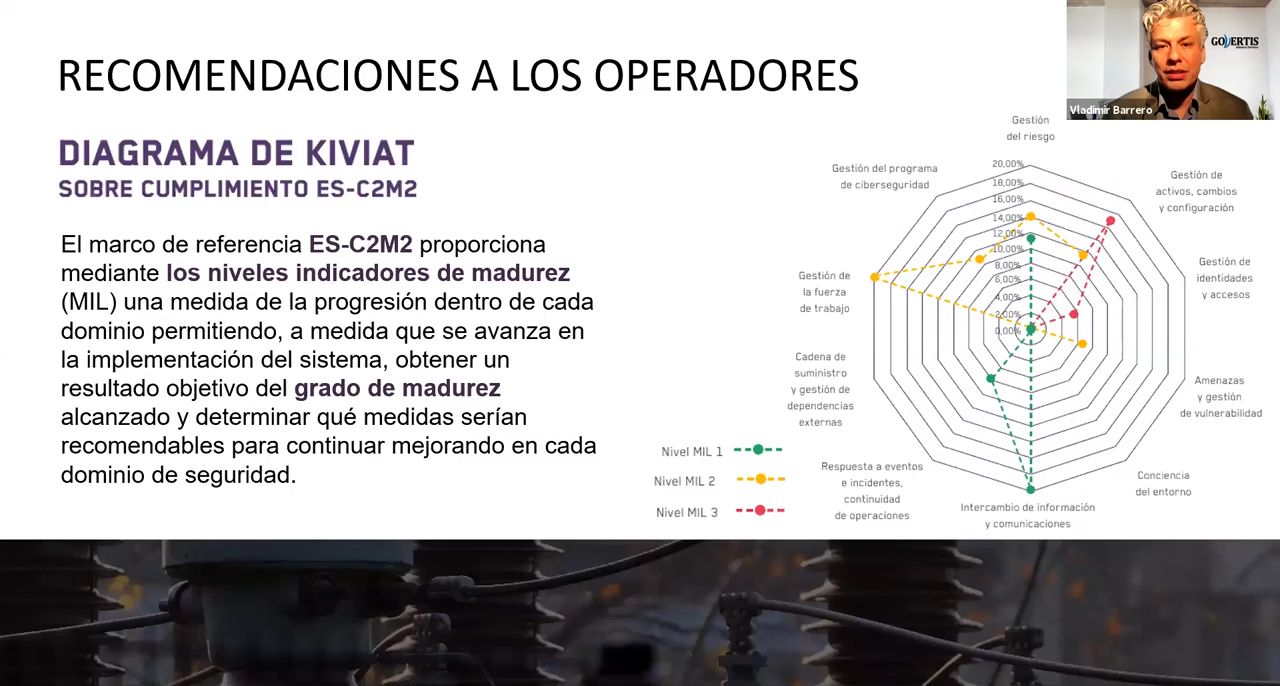 RECOMENDACIONES A LOS OPERADORES
GOVERTIS
Vladimir Barrero
DIAGRAMA DE KIVIAT
SOBRE CUMPLIMIENTO ES-C2M2
El marco de referencia ES-C2M2 proporciona
mediante los niveles indicadores de madurez
(MIL) una medida de la progresión dentro de cada
dominio permitiendo, a medida que se avanza en
la implementación del sistema, obtener un
resultado objetivo del grado de madurez
alcanzado y determinar qué medidas serían
recomendables para continuar mejorando en cada
dominio de seguridad.
Gestión
del riesgo
Gestión de
activos, cambios
y configuración
Gestión de
identidades
y accesos
Amenazas
y gestión
de vulnerabilidad
Conciencia
del entorno
Intercambio de información
y comunicaciones
Respuesta a eventos
e incidentes,
continuidad
de operaciones
Cadena de
suministro
y gestión de
dependencias
externas
Gestión de
la fuerza
de trabajo
Gestión del programa
de ciberseguridad
20,00%
18,00%
16,00%
14,00%
12,00%
10,00%
8,00%
6,00%
4,00%
2,00%
0,00%
Nivel MIL 1
Nivel MIL 2
Nivel MIL 3